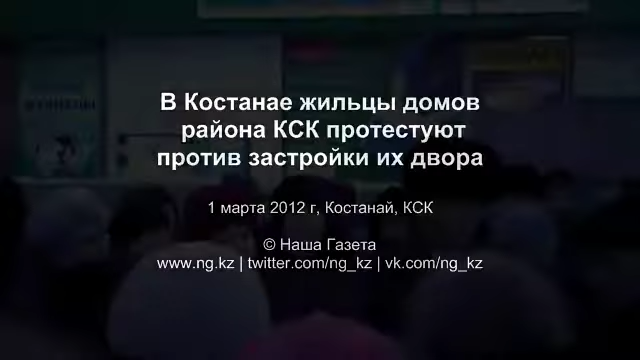 В Костанае жильцы домов
района КСК протестуют
против застройки их двора
1 марта 2012 г, Костанай, КСК
© Наша Газета
www.ng.kz | twitter.com/ng_kz | vk.com/ng_kz